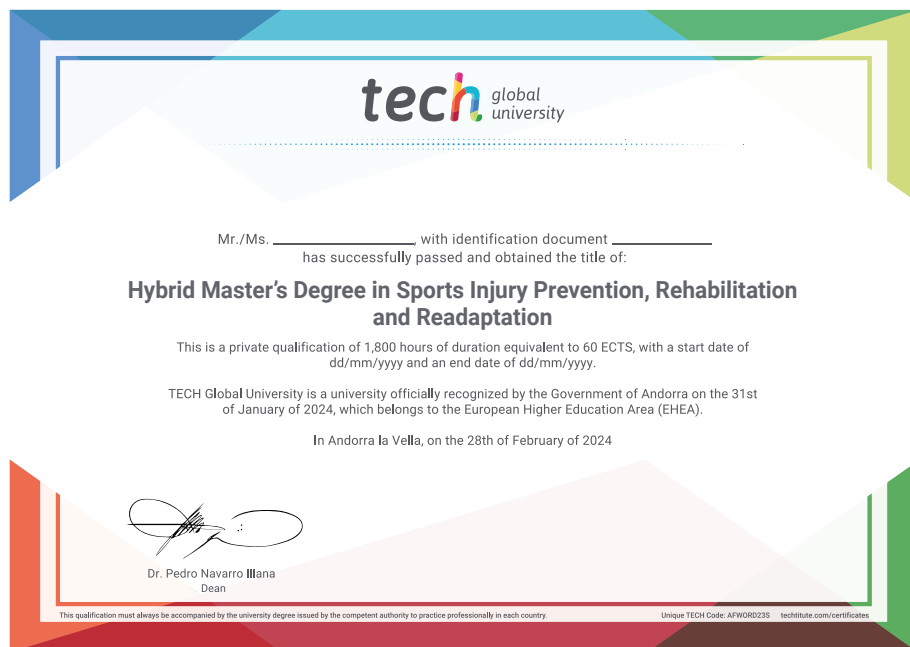 tech global
university
Mr./Ms. ______________, with identification document __________
has successfully passed and obtained the title of:
Hybrid Master's Degree in Sports Injury Prevention, Rehabilitation
and Readaptation
This is a private qualification of 1,800 hours of duration equivalent to 60 ECTS, with a start date of
dd/mm/yyyy and an end date of dd/mm/yyyy.
TECH Global University is a university officially recognized by the Government of Andorra on the 31st
of January of 2024, which belongs to the European Higher Education Area (EHEA).
In Andorra la Vella, on the 28th of February of 2024
Dr. Pedro Navarro Illana
Dean
This qualification must always be accompanied by the university degree issued by the competent authority to practice professionally in each country. Unique TECH Code: AFWORD23S techtitute.com/certificates